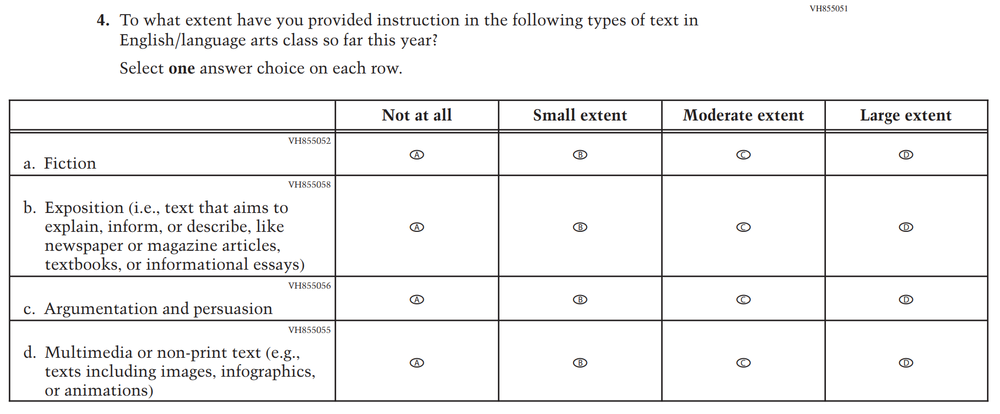 VH855051
4. To what extent have you provided instruction in the following types of text in
English/language arts class so far this year?
Select one answer choice on each row.
Not at all Small extent Moderate extent Large extent
VH855052
a. Fiction A B C D
VH855058
b. Exposition (i.e., text that aims to
explain, inform, or describe, like
newspaper or magazine articles,
textbooks, or informational essays)
A B C D
VH855056
c. Argumentation and persuasion A B C D
VH855055
d. Multimedia or non-print text (e.g.,
texts including images, infographics,
or animations)
A B C D